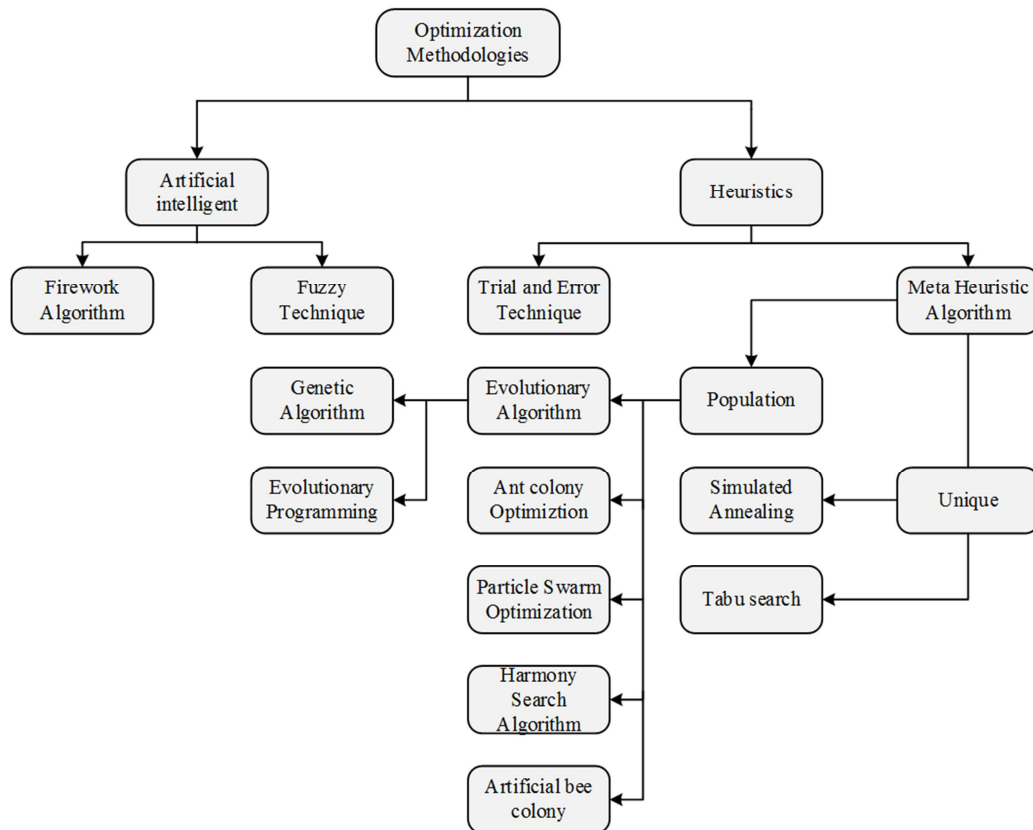 Optimization
Methodologies
Artificial
intelligent
Heuristics
Firework
Algorithm
Fuzzy
Technique
Trial and Error
Technique
Meta Heuristic
Algorithm
Genetic
Algorithm
Evolutionary
Algorithm
Population
Evolutionary
Programming
Ant colony
Optimiztion
Simulated
Annealing
Unique
Particle Swarm
Optimization
Tabu search
Harmony
Search
Algorithm
Artificial bee
colony